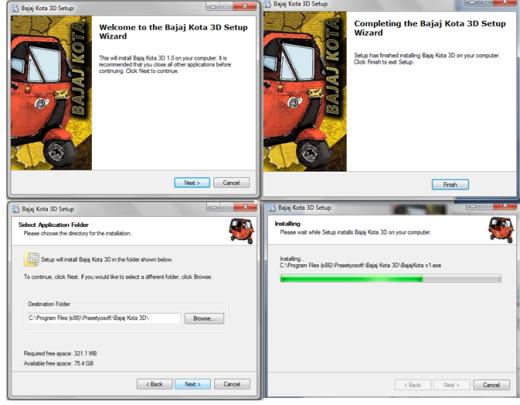 Bajaj Kota 3D Setup
BAJAJ KOTA
Welcome to the Bajaj Kota 3D Setup
Wizard
This will install Bajaj Kota 3D 1.0 on your computer. It is
recommended that you close all other applications before
continuing. Click Next to continue.
Next >
Cancel
Bajaj Kota 3D Setup
BAJAJ KOTA
Completing the Bajaj Kota 3D Setup
Wizard
Setup has finished installing Bajaj Kota 3D on your computer.
Click Finish to exit Setup.
Finish
Bajaj Kota 3D Setup
Select Application Folder
Please choose the directory for the installation.
Setup will install Bajaj Kota 3D in the folder shown below.
To continue, click Next. If you would like to select a different folder, click Browse.
Destination Folder
C:\Program Files (x86)\Prasetyosoft\Bajaj Kota 3D\
Browse...
Required free space: 321.1 MB
Available free space: 75.4 GB
< Back
Next >
Cancel
Bajaj Kota 3D Setup
Installing
Please wait while Setup installs Bajaj Kota 3D on your computer.
Installing...
C:\Program Files (x86)\Prasetyosoft\Bajaj Kota 3D\BajajKota v1.exe
< Back
Next >
Cancel